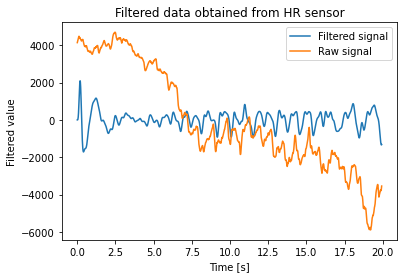 Filtered data obtained from HR sensor
Filtered signal
Raw signal
Filtered value
4000
2000
0
−2000
−4000
−6000
0.0 2.5 5.0 7.5 10.0 12.5 15.0 17.5 20.0
Time [s]